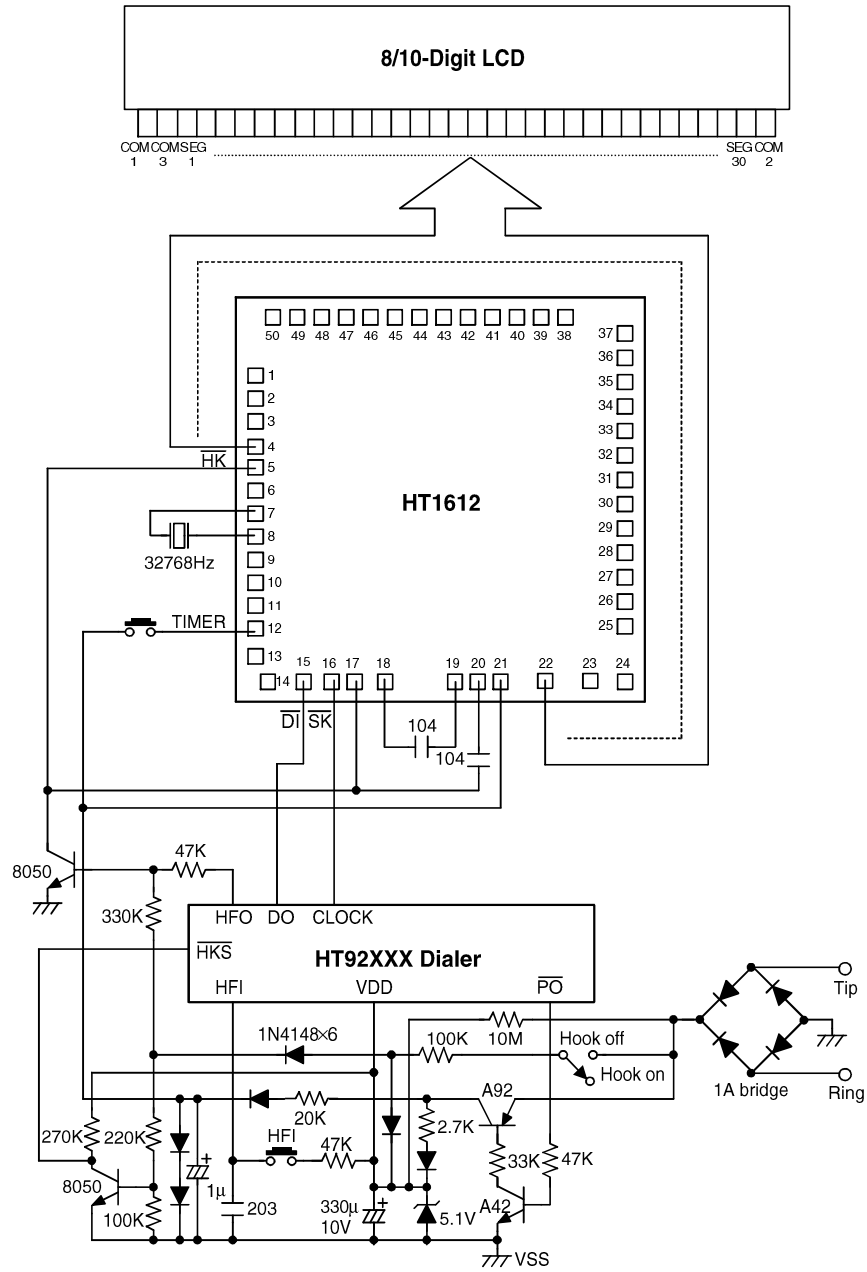 8/10-Digit LCD
COM COM SEG SEG COM
1 3 1 30 2
50 49 48 47 46 45 44 43 42 41 40 39 38
37
36
35
34
33
32
31
30
29
28
27
26
25
1
2
3
4
HK
5
6
7
8
32768Hz
9
10
11
TIMER
12
13
14
15 16 17 18 19 20 21 22 23 24
HT1612
DI SK
104
104
47K
8050
330K
HFO DO CLOCK
HKS
HT92XXX Dialer
HFI VDD PO
1N4148×6
100K
10M
Hook off
Hook on
Tip
1A bridge
Ring
20K
A92
270K
220K
HFI
47K
2.7K
33K
47K
8050
1µ
+
100K
203
330µ
10V
+
5.1V
A42
VSS